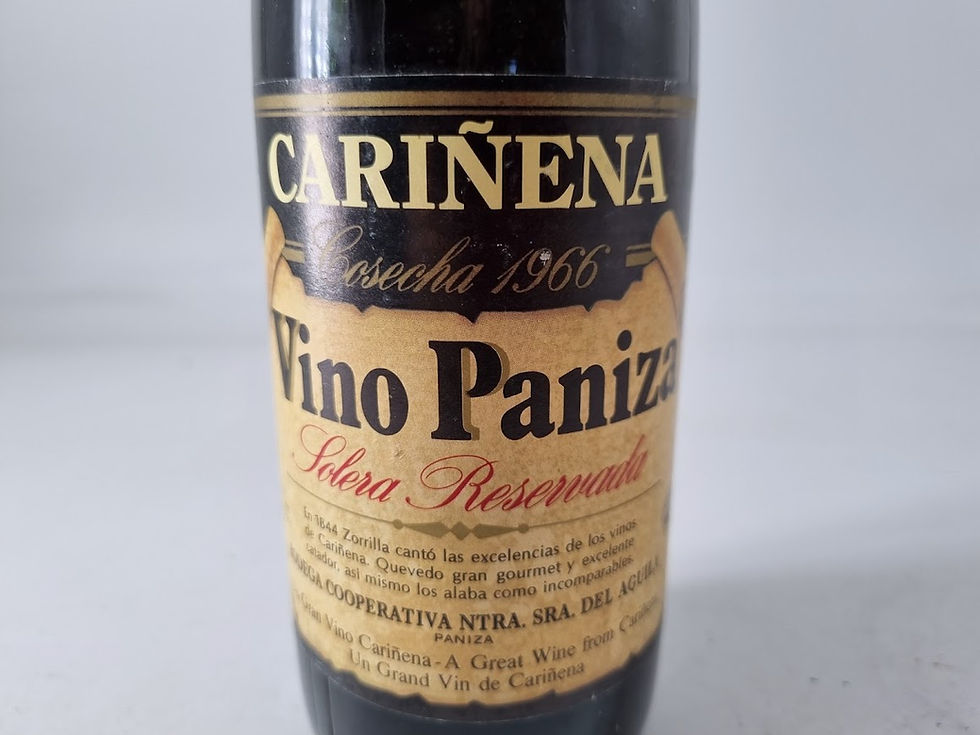 CARIÑENA
Cosecha 1966
Vino Paniza
Solera Reservada
En 1844 Zorrilla cantó las excelencias de los vinos
de Cariñena. Quevedo gran gourmet y excelente
catador, asi mismo los alaba como incomparables.
BODEGA COOPERATIVA NTRA. SRA. DEL AGUILA
PANIZA
Gran Vino Cariñena - A Great Wine from Cariñena
Un Grand Vin de Cariñena